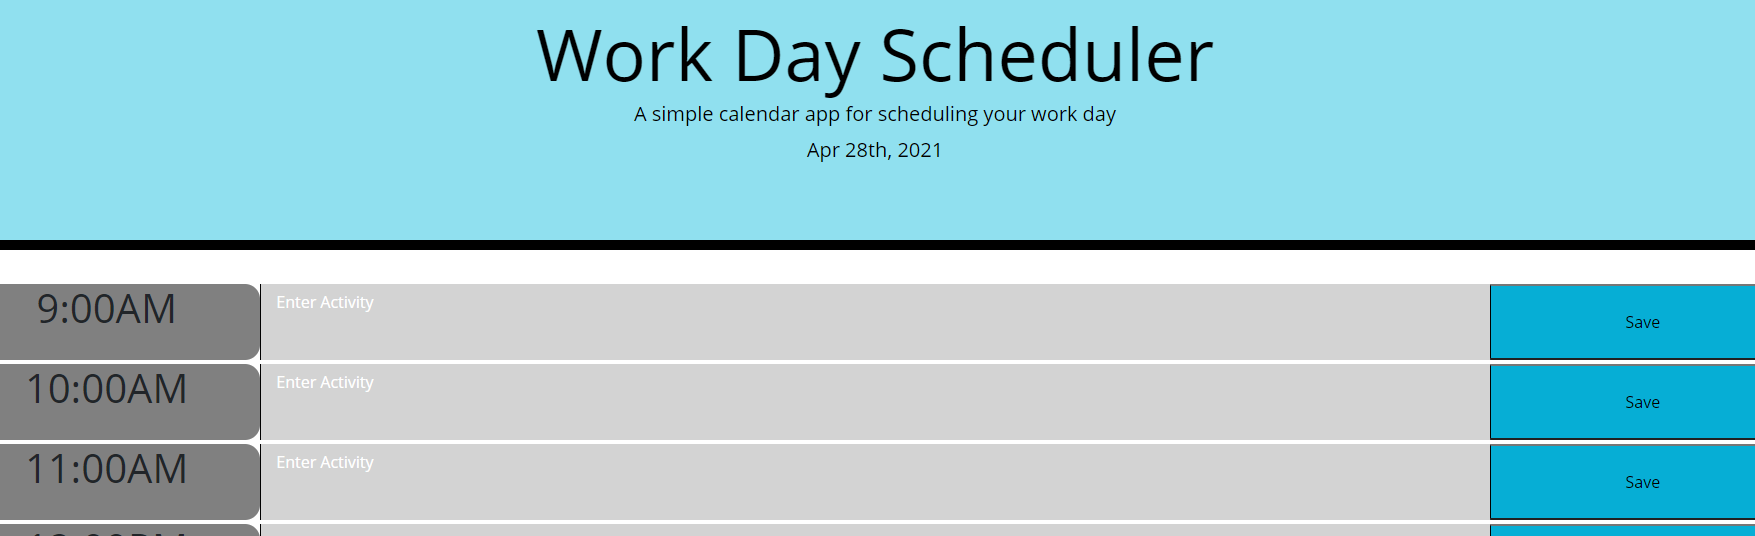 Work Day Scheduler
A simple calendar app for scheduling your work day
Apr 28th, 2021
9:00AM Enter Activity Save
10:00AM Enter Activity Save
11:00AM Enter Activity Save